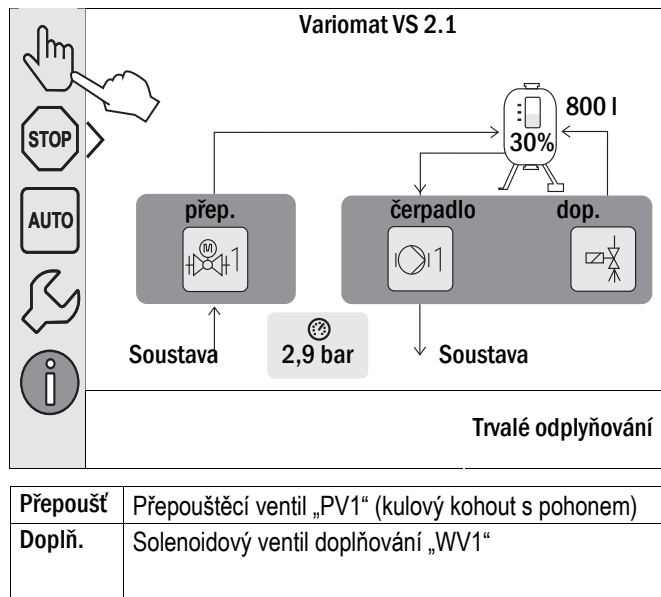 Variomat VS 2.1
800 l
STOP
30%
AUTO
přep.
čerpadlo
dop.
M
1
1
Soustava
2,9 bar
Soustava
Trvalé odplyňování
Přepoušť
Přepouštěcí ventil „PV1“ (kulový kohout s pohonem)
Doplň.
Solenoidový ventil doplňování „WV1“